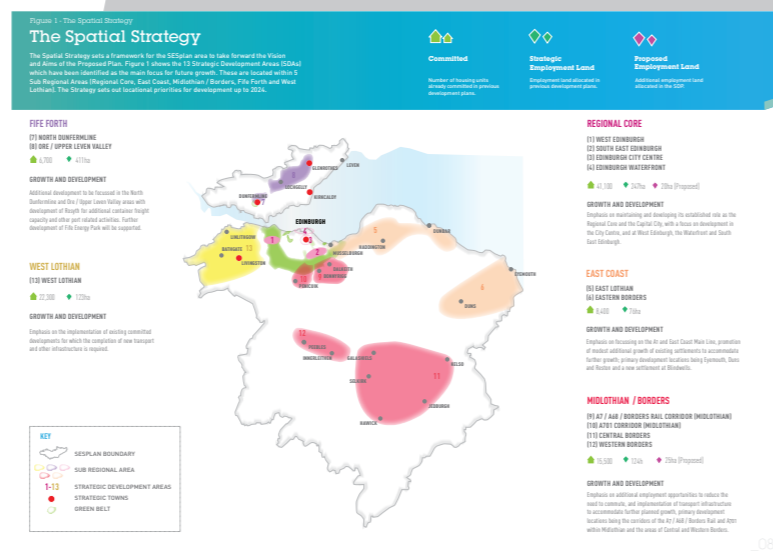 Figure 1 - The Spatial Strategy
The Spatial Strategy
The Spatial Strategy sets a framework for the SESplan area to take forward the Vision
and Aims of the Proposed Plan. Figure 1 shows the 13 Strategic Development Areas (SDAs)
which have been identified as the main focus for future growth. These are located within 5
Sub Regional Areas (Regional Core, East Coast, Midlothian / Borders, Fife Forth and West
Lothian). The Strategy sets out locational priorities for development up to 2024.
Committed
Number of housing units
already committed in previous
development plans.
Strategic
Employment Land
Employment land allocated in
previous development plans.
Proposed
Employment Land
Additional employment land
allocated in the SDP.
FIFE FORTH
(7) NORTH DUNFERMLINE
(8) ORE / UPPER LEVEN VALLEY
6,700 411ha
GROWTH AND DEVELOPMENT
Additional development to be focussed in the North
Dunfermline and Ore / Upper Leven Valley areas with
development of Rosyth for additional container freight
capacity and other port related activities. Further
development of Fife Energy Park will be supported.
WEST LOTHIAN
(13) WEST LOTHIAN
22,300 123ha
GROWTH AND DEVELOPMENT
Emphasis on the implementation of existing committed
developments for which the completion of new transport
and other infrastructure is required.
KEY
SESPLAN BOUNDARY
SUB REGIONAL AREA
1-13 STRATEGIC DEVELOPMENT AREAS
STRATEGIC TOWNS
GREEN BELT
LEVEN
GLENROTHES
LOCHGELLY
DUNFERMLINE
7
KIRKCALDY
EDINBURGH
LINLITHGOW
BATHGATE
13
LIVINGSTON
1
2
MUSSELBURGH
DALKEITH
10
PENICUIK
5
HADDINGTON
DUNBAR
EYEMOUTH
6
DUNS
12
PEEBLES
INNERLEITHEN
GALASHIELS
KELSO
11
SELKIRK
JEDBURGH
HAWICK
REGIONAL CORE
(1) WEST EDINBURGH
(2) SOUTH EAST EDINBURGH
(3) EDINBURGH CITY CENTRE
(4) EDINBURGH WATERFRONT
41,100 247ha 20ha (Proposed)
GROWTH AND DEVELOPMENT
Emphasis on maintaining and developing its established role as the
Regional Core and the Capital City, with a focus on development in
the City Centre, and at West Edinburgh, the Waterfront and South
East Edinburgh.
EAST COAST
(5) EAST LOTHIAN
(6) EASTERN BORDERS
8,400 76ha
GROWTH AND DEVELOPMENT
Emphasis on focussing on the A1 and East Coast Main Line, promotion
of modest additional growth of existing settlements to accommodate
further growth, primary development locations being Eyemouth, Duns
and Reston and a new settlement at Blindwells.
MIDLOTHIAN / BORDERS
(9) A7 / A68 / BORDERS RAIL CORRIDOR (MIDLOTHIAN)
(10) A701 CORRIDOR (MIDLOTHIAN)
(11) CENTRAL BORDERS
(12) WESTERN BORDERS
15,500 124h 25ha (Proposed)
GROWTH AND DEVELOPMENT
Emphasis on additional employment opportunities to reduce the
need to commute, and implementation of transport infrastructure
to accommodate further planned growth, primary development
locations being the corridors of the A7 / A68 / Borders Rail and A701
within Midlothian and the areas of Central and Western Borders.